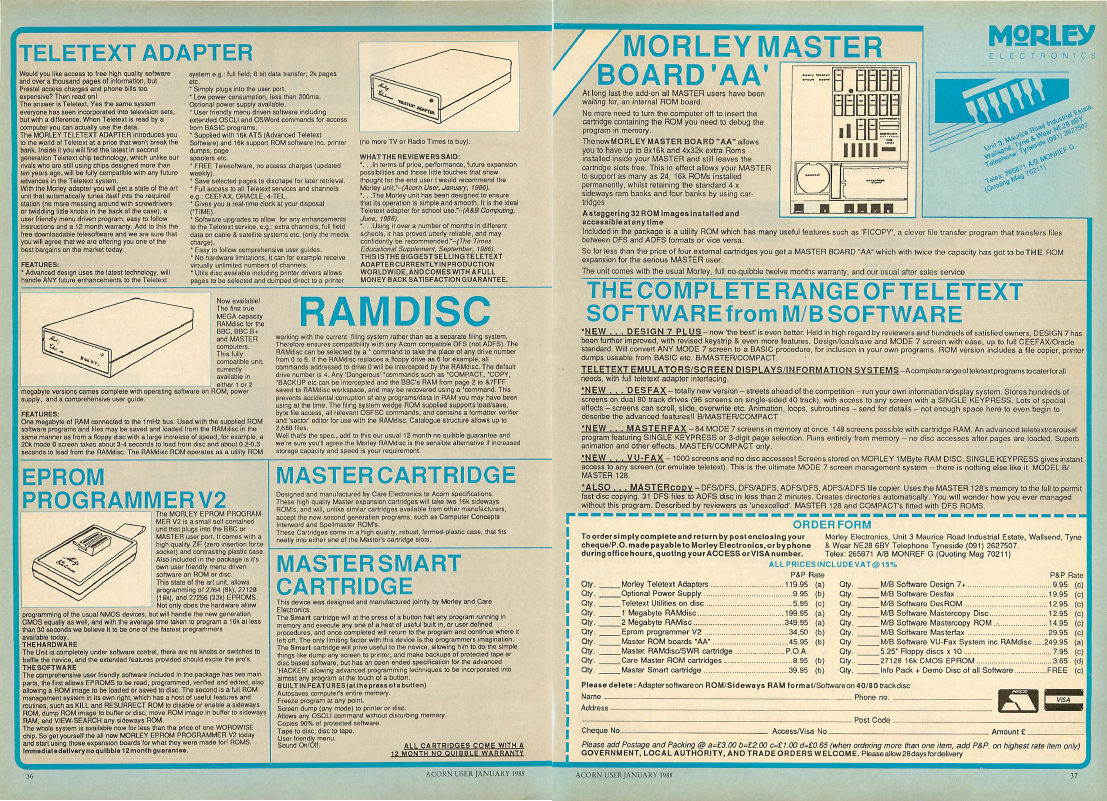 TELETEXT ADAPTER
Would you like access to free high quality software
and over a thousand pages of information, but
Prestel access charges and phone bills too
expensive? Then read on!
The answer is Teletext. Yes the same system
everyone has seen incorporated into television sets,
but with a difference. When Teletext is read by a
computer you can actually use the data.
The MORLEY TELETEXT ADAPTER introduces you
to the world of Teletext at a price that won't break the
bank. Inside it you will find the latest in second
generation Teletext chip technology, which unlike our
rivals who are still using chips designed more than
ten years ago, will be fully compatible with any future
advances in the Teletext system.
With the Morley adapter you will get a state of the art
unit that automatically tunes itself into the required
station (no more messing around with screwdrivers
or twiddling little knobs in the back of the case), a
user friendly menu driven program, easy to follow
instructions and a 12 month warranty. Add to this the
free downloadable telesoftware and we are sure that
you will agree that we are offering you one of the
best bargains on the market today.
FEATURES:
* Advanced design uses the latest technology, will
handle ANY future enhancements to the Teletext
system e.g.: full field; 8 bit data transfer; 2k pages
etc.
* Simply plugs into the user port.
* Low power consumption, less than 200ma.
Optional power supply available.
* User friendly menu driven software including
extended OSCLI and OSWord commands for access
from BASIC programs.
* Supplied with 16k ATS (Advanced Teletext
Software) and 16k support ROM software inc. printer
dumps, page
spoolers etc.
* FREE Telesoftware, no access charges (updated
weekly).
* Save selected pages to disc/tape for later retrieval.
* Full access to all Teletext services and channels
e.g.: CEEFAX, ORACLE, 4-TEL.
* Gives you a real-time clock at your disposal
(*TIME).
* Software upgrades to allow for any enhancements
to the Teletext service, e.g.: extra channels, full field
data on cable & satellite systems etc. (only the media
charge).
* Easy to follow comprehensive user guides.
* No hardware limitations, it can for example receive
virtually unlimited numbers of channels.
* Utils disc available including printer drivers allows
pages to be selected and dumped direct to a printer
Morley
Electronics
TELETEXT ADAPTER
(no more TV or Radio Times to buy).
WHAT THE REVIEWERS SAID:
". . .In terms of price, performance, future expansion
possibilities and those little touches that show
thought for the end user I would recommend the
Morley unit."–(Acorn User, January, 1986).
". . .The Morley unit has been designed to ensure
that its operation is simple and smooth. It is the ideal
Teletext adapter for school use."–(A&B Computing,
June, 1986).
". . .Using it over a number of months in different
schools, it has proved utterly reliable, and may
confidently be recommended."–(The Times
Educational Supplement, September, 1986).
THIS IS THE BIGGEST SELLING TELETEXT
ADAPTER CURRENTLY IN PRODUCTION
WORLDWIDE, AND COMES WITH A FULL
MONEY BACK SATISFACTION GUARANTEE.
Now available!
The first true
MEGA capacity
RAMdisc for the
BBC, BBC B+
and MASTER
computers.
This fully
compatible unit,
currently
available in
either 1 or 2
megabyte versions comes complete with operating software on ROM, power
supply, and a comprehensive user guide.
FEATURES:
One megabyte of RAM connected to the 1mHz bus. Used with the supplied ROM
software programs and files may be saved and loaded from the RAMdisc in the
same manner as from a floppy disc with a large increase of speed, for example, a
20k mode 0 screen takes about 3-4 seconds to load from disc and about 0.2-0.3
seconds to load from the RAMdisc. The RAMdisc ROM operates as a utility ROM
RAMDISC
working with the current filing system rather than as a separate filing system.
Therefore ensures compatibility with any Acorn compatible DFS (not ADFS). The
RAMdisc can be selected by a * command to take the place of any drive number
from 0 to 9. If the RAMdisc replaces a floppy drive as 0 for example, all
commands addressed to drive 0 will be intercepted by the RAMdisc. The default
drive number is 4. Any 'Dangerous' *commands such as *COMPACT, *COPY,
*BACKUP etc can be intercepted and the BBC's RAM from page 2 to &7FFF
saved to RAMdisc workspace, and may be recovered using a *command. This
prevents accidental corruption of any programs/data in RAM you may have been
using at the time. The filing system wedge ROM supplied supports load/save,
byte file access, all relevant OSFSC commands, and contains a formatter verifier
and 'sector' editor for use with the RAMdisc. Catalogue structure allows up to
2,688 files.
Well that's the spec., add to this our usual 12 month no quibble guarantee and
we're sure you'll agree the Morley RAMdisc is the sensible alternative if increased
storage capacity and speed is your requirement.
EPROM
PROGRAMMER V2
The MORLEY EPROM PROGRAM-
MER V2 is a small self contained
unit that plugs into the BBC or
MASTER user port. It comes with a
high quality ZIF (zero insertion force
socket) and contrasting plastic case.
Also included in the package is it's
own user friendly menu driven
software on ROM or disc.
This state of the art unit, allows
programming of 2764 (8k), 27128
(16k), and 27256 (32k) EPROMS.
Not only does the hardware allow
programming of the usual NMOS devices, but will handle the new generation
CMOS equally as well, and with the average time taken to program a 16k at less
than 30 seconds we believe it to be one of the fastest programmers
available today.
THE HARDWARE
The Unit is completely under software control, there are no knobs or switches to
baffle the novice, and the extended features provided should excite the pro's.
THE SOFTWARE
The comprehensive user friendly software included in the package has two main
parts, the first allows EPROMS to be read, programmed, verified and edited, also
allowing a ROM image to be loaded or saved to disc. The second is a full ROM
management system in its own right, which has a host of useful features and
routines, such as KILL and RESURRECT ROM to disable or enable a sideways
ROM, dump ROM image to buffer or disc, move ROM image in buffer to sideways
RAM, and VIEW-SEARCH any sideways ROM.
The whole system is available now for less than the price of one WORDWISE
chip. So get yourself the all new MORLEY EPROM PROGRAMMER V2 today
and start using those expansion boards for what they were made for! ROMS.
Immediate delivery no quibble 12 month guarantee.
MASTER CARTRIDGE
Designed and manufactured by Care Electronics to Acorn specifications.
These high quality Master expansion cartridges will take two 16k sideways
ROM's, and will, unlike similar cartridges available from other manufacturers,
accept the new second generation programs, such as Computer Concepts
Interword and Spellmaster ROM's.
These Cartridges come in a high quality, robust, formed-plastic case, that fits
neatly into either one of the Master's cartridge slots.
MASTER SMART
CARTRIDGE
This device was designed and manufactured jointly by Morley and Care
Electronics.
The Smart cartridge will at the press of a button halt any program running in
memory and execute any one of a host of useful built in, or user defined
procedures, and once completed will return to the program and continue where it
left off. The only limiting factor with this device is the programmers imagination.
The Smart cartridge will prive useful to the novice, allowing him to do the simple
things like dump any screen to printer, and make backups of protected tape or
disc based software, but has an open ended specification for the advanced
'HACKER' allowing advanced programming techniques to be incorporated into
almost any program at the touch of a button.
BUILT IN FEATURES (at the press of a button)
Autosaves computer's entire memory.
Freeze program at any point.
Screen dump (any mode) to printer or disc.
Allows any OSCLI command without disturbing memory.
Copies 90% of protected software.
Tape to disc, disc to tape.
User friendly menu.
Sound On/Off.
ALL CARTRIDGES COME WITH A
12 MONTH NO QUIBBLE WARRANTY.
36
ACORN USER JANUARY 1988
MORLEY MASTER
BOARD 'AA'
At long last the add-on all MASTER users have been
waiting for, an internal ROM board.
No more need to turn the computer off to insert the
cartridge containing the ROM you need to debug the
program in memory.
The new MORLEY MASTER BOARD "AA" allows
you to have up to 8x16k and 4x32k extra Roms
installed inside your MASTER and still leaves the
cartridge slots free. This in effect allows your MASTER
to support as many as 24, 16k ROMs installed
permanently, whilst retaining the standard 4 x
sideways ram banks and four banks by using car-
tridges
A staggering 32 ROM images installed and
accessible at any time
Included in the package is a utility ROM which has many useful features such as 'FICOPY', a clever file transfer program that transfers files
between DFS and ADFS formats or vice versa.
So for less than the price of four external cartridges you get a MASTER BOARD "AA" which with twice the capacity has got to be THE ROM
expansion for the serious MASTER user.
The unit comes with the usual Morley, full no-quibble twelve months warranty, and our usual after sales service
MORLEY
ELECTRONICS
Unit 3, Maurice Road Industrial Estate,
Wallsend, Tyne & Wear NE28 6BY
Telephone: Tyneside (091) 2627507
Telex: 265871 A/B MONREF G
(Quoting Mag 70211)
THE COMPLETE RANGE OF TELETEXT
SOFTWARE from M/B SOFTWARE
*NEW . . . DESIGN 7 PLUS – now 'the best' is even better. Held in high regard by reviewers and hundreds of satisfied owners, DESIGN 7 has
been further improved, with revised keystrip & even more features. Design/load/save and MODE 7 screen with ease, up to full CEEFAX/Oracle
standard. Will convert ANY MODE 7 screen to a BASIC procedure, for inclusion in your own programs. ROM version includes a file copier, printer
dumps useable from BASIC etc. B/MASTER/COMPACT.
TELETEXT EMULATORS/SCREEN DISPLAYS/INFORMATION SYSTEMS – A complete range of teletext programs to cater for all
needs, with full teletext adapter interfacing.
*NEW . . . DESFAX – totally new version – streets ahead of the competition – run your own information/display system. Stores hundreds of
screens on dual 80 track drives (96 screens on single-sided 40 track), with access to any screen with a SINGLE KEYPRESS. Lots of special
effects – screens can scroll, slide, overwrite etc. Animation, loops, subroutines – send for details – not enough space here to even begin to
describe the advanced features!! B/MASTER/COMPACT
*NEW . . . MASTERFAX – 84 MODE 7 screens in memory at once. 148 screens possible with cartridge RAM. An advanced teletext/carousel
program featuring SINGLE KEYPRESS or 3-digit page selection. Runs entirely from memory – no disc accesses after pages are loaded. Superb
animation and other effects. MASTER/COMPACT only.
*NEW . . . VU-FAX – 1000 screens and no disc accesses! Screens stored on MORLEY 1MByte RAM DISC. SINGLE KEYPRESS gives instant
access to any screen (or emulate teletext). This is the ultimate MODE 7 screen management system – there is nothing else like it. MODEL B/
MASTER 128.
*ALSO . . . MASTERcopy – DFS/DFS, DFS/ADFS, ADFS/DFS, ADFS/ADFS file copier. Uses the MASTER 128's memory to the full to permit
fast disc copying. 31 DFS files to ADFS disc in less than 2 minutes. Creates directories automatically. You will wonder how you ever managed
without this program. Described by reviewers as 'unexcelled'. MASTER 128 and COMPACT's fitted with DFS ROMS.
ORDER FORM
To order simply complete and return by post enclosing your
cheque/P.O. made payable to Morley Electronics, or by phone
during office hours, quoting your ACCESS or VISA number.
Morley Electronics, Unit 3 Maurice Road Industrial Estate, Wallsend, Tyne
& Wear NE28 6BY Telephone Tyneside (091) 2627507.
Telex: 265871 A/B MONREF G (Quoting Mag 70211)
ALL PRICES INCLUDE VAT @ 15%
P&P Rate
Qty. ____ Morley Teletext Adapters ........ 119.95 (a)
Qty. ____ Optional Power Supply ........ 9.95 (b)
Qty. ____ Teletext Utilities on disc ........ 5.95 (c)
Qty. ____ 1 Megabyte RAMdisc ........ 199.95 (a)
Qty. ____ 2 Megabyte RAMdisc ........ 349.95 (a)
Qty. ____ Eprom programmer V2 ........ 34.50 (b)
Qty. ____ Master ROM boards "AA" ........ 45.95 (b)
Qty. ____ Master RAMdisc/SWR cartridge ........ P.O.A.
Qty. ____ Care Master ROM cartridges ........ 8.95 (b)
Qty. ____ Master Smart cartridge ........ 39.95 (b)
P&P Rate
Qty. ____ M/B Software Design 7+ ........ 9.95 (c)
Qty. ____ M/B Software Desfax ........ 19.95 (c)
Qty. ____ M/B Software DesROM ........ 12.95 (c)
Qty. ____ M/B Software Mastercopy Disc ........ 12.95 (c)
Qty. ____ M/B Software Mastercopy ROM ........ 14.95 (c)
Qty. ____ M/B Software Masterfax ........ 29.95 (c)
Qty. ____ M/B Software VU-Fax System inc RAMdisc ........ 249.95 (a)
Qty. ____ 5.25" Floppy discs x 10 ........ 7.95 (c)
Qty. ____ 27128 16k CMOS EPROM ........ 3.65 (d)
Qty. ____ Info Pack + Demo Disc of all Software ........ FREE (c)
Please delete: Adapter software on ROM/Sideways RAM format/Software on 40/80 track disc
Name ____ Phone no. ____
Address ____
Post Code ____
VISA
Cheque No ____ Access/Visa No ____ Amount £ ____
Please add Postage and Packing @ a=£3.00 b=£2.00 c=£1.00 d=£0.65 (when ordering more than one item, add P&P. on highest rate item only)
GOVERNMENT, LOCAL AUTHORITY, AND TRADE ORDERS WELCOME. Please allow 28 days for delivery
ACORN USER JANUARY 1988
37